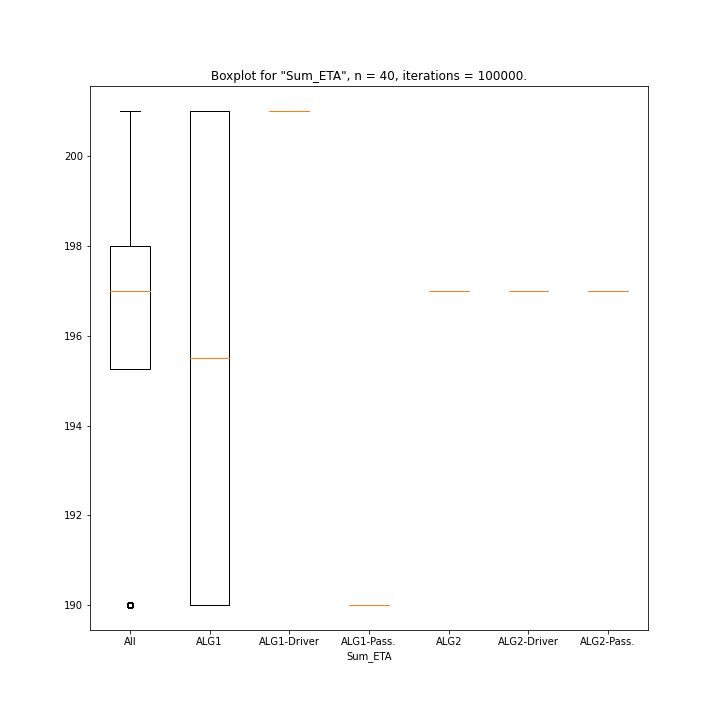 Boxplot for "Sum_ETA", n = 40, iterations = 100000.
200
198
196
194
192
190
All ALG1 ALG1-Driver ALG1-Pass. ALG2 ALG2-Driver ALG2-Pass.
Sum_ETA